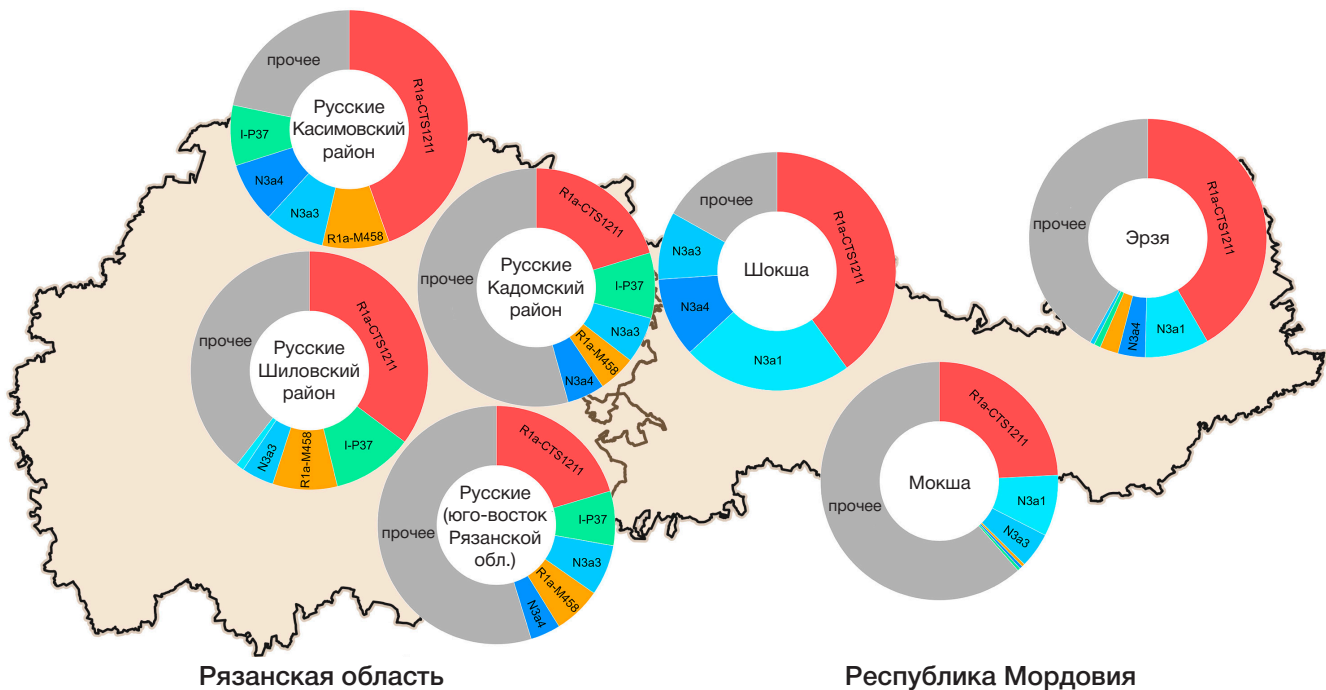 прочее
R1a-CTS1211
I-P37
N3a4
N3a3
R1a-M458
Русские
Касимовский
район
прочее
R1a-CTS1211
I-P37
N3a3
R1a-M458
N3a4
Русские
Кадомский
район
прочее
R1a-CTS1211
N3a3
N3a4
N3a1
Шокша
прочее
R1a-CTS1211
N3a4
N3a1
Эрзя
прочее
R1a-CTS1211
N3a3
R1a-M458
I-P37
Русские
Шиловский
район
прочее
R1a-CTS1211
I-P37
N3a3
R1a-M458
N3a4
Русские
(юго-восток
Рязанской
обл.)
прочее
R1a-CTS1211
N3a1
N3a3
Мокша
Рязанская область
Республика Мордовия